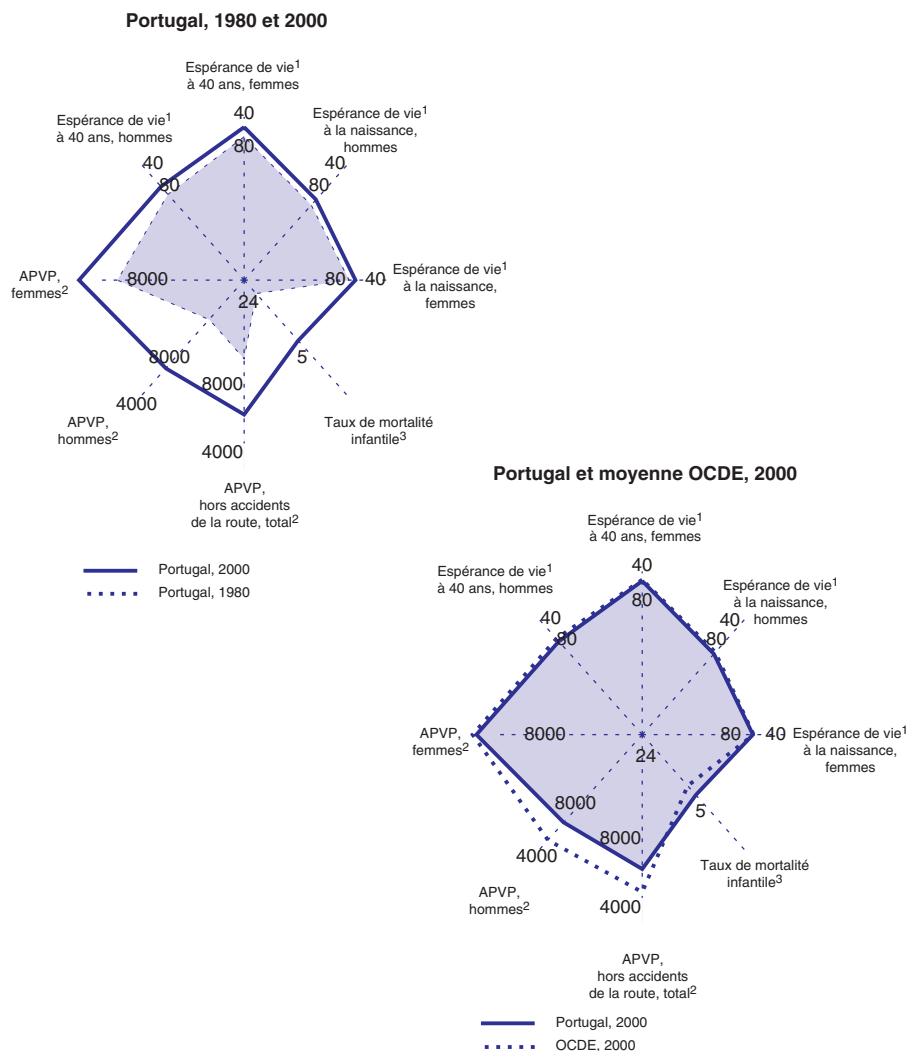 Portugal, 1980 et 2000
Espérance de vie1
à 40 ans, femmes
Espérance de vie1
à 40 ans, hommes
Espérance de vie1
à la naissance,
hommes
40
80
40
80
40
80
APVP,
femmes2
8000
80
40
Espérance de vie1
à la naissance,
femmes
24
8000
5
8000
4000
APVP,
hommes2
Taux de mortalité
infantile3
4000
APVP,
hors accidents
de la route, total2
Portugal, 2000
Portugal, 1980
Portugal et moyenne OCDE, 2000
Espérance de vie1
à 40 ans, femmes
Espérance de vie1
à 40 ans, hommes
Espérance de vie1
à la naissance,
hommes
40
80
40
80
40
80
APVP,
femmes2
8000
80
40
Espérance de vie1
à la naissance,
femmes
24
8000
5
8000
4000
APVP,
hommes2
Taux de mortalité
infantile3
4000
APVP,
hors accidents
de la route, total2
Portugal, 2000
OCDE, 2000